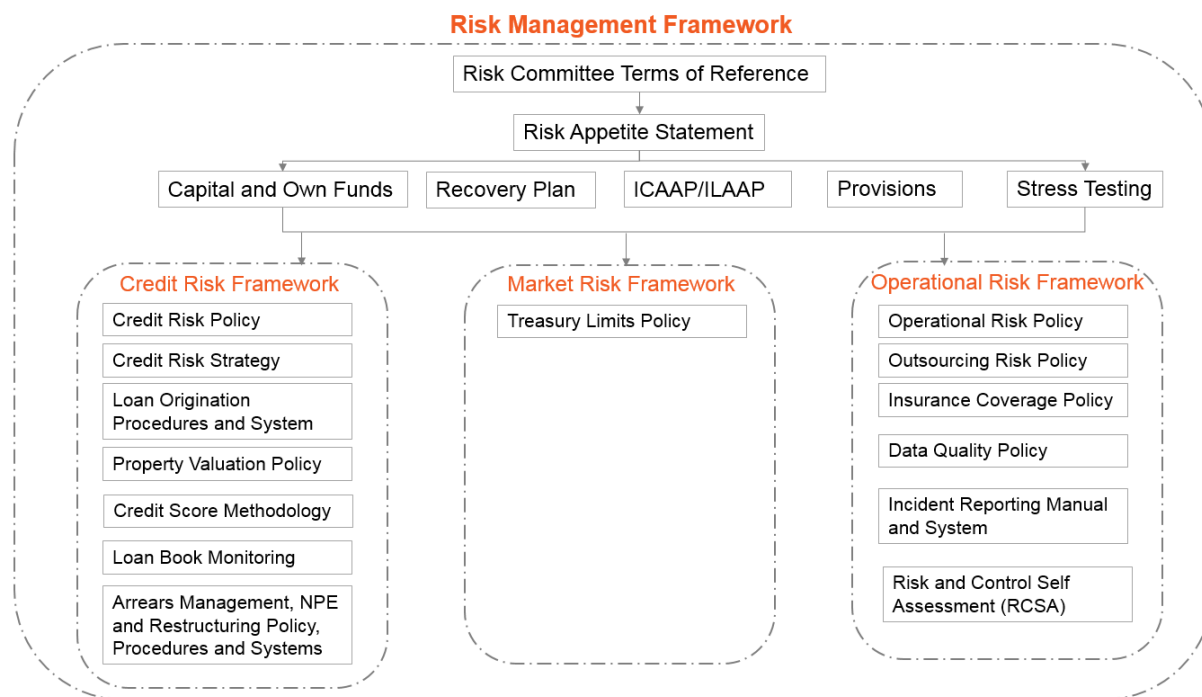 Risk Management Framework
Risk Committee Terms of Reference
Risk Appetite Statement
Capital and Own Funds
Recovery Plan
ICAAP/ILAAP
Provisions
Stress Testing
Credit Risk Framework
Credit Risk Policy
Credit Risk Strategy
Loan Origination
Procedures and System
Property Valuation Policy
Credit Score Methodology
Loan Book Monitoring
Arrears Management, NPE
and Restructuring Policy,
Procedures and Systems
Market Risk Framework
Treasury Limits Policy
Operational Risk Framework
Operational Risk Policy
Outsourcing Risk Policy
Insurance Coverage Policy
Data Quality Policy
Incident Reporting Manual
and System
Risk and Control Self
Assessment (RCSA)